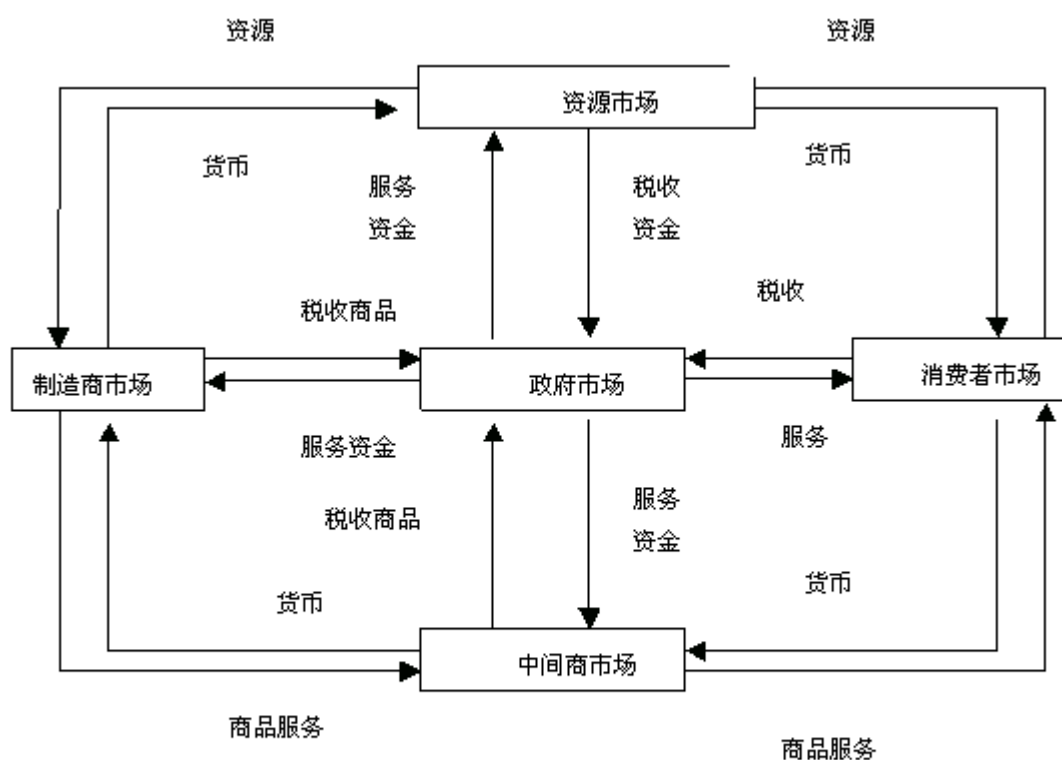 资源
资源
资源市场
货币
货币
服务
资金
税收
资金
税收商品
税收
制造商市场
政府市场
消费者市场
服务资金
服务
税收商品
服务
资金
货币
货币
中间商市场
商品服务
商品服务